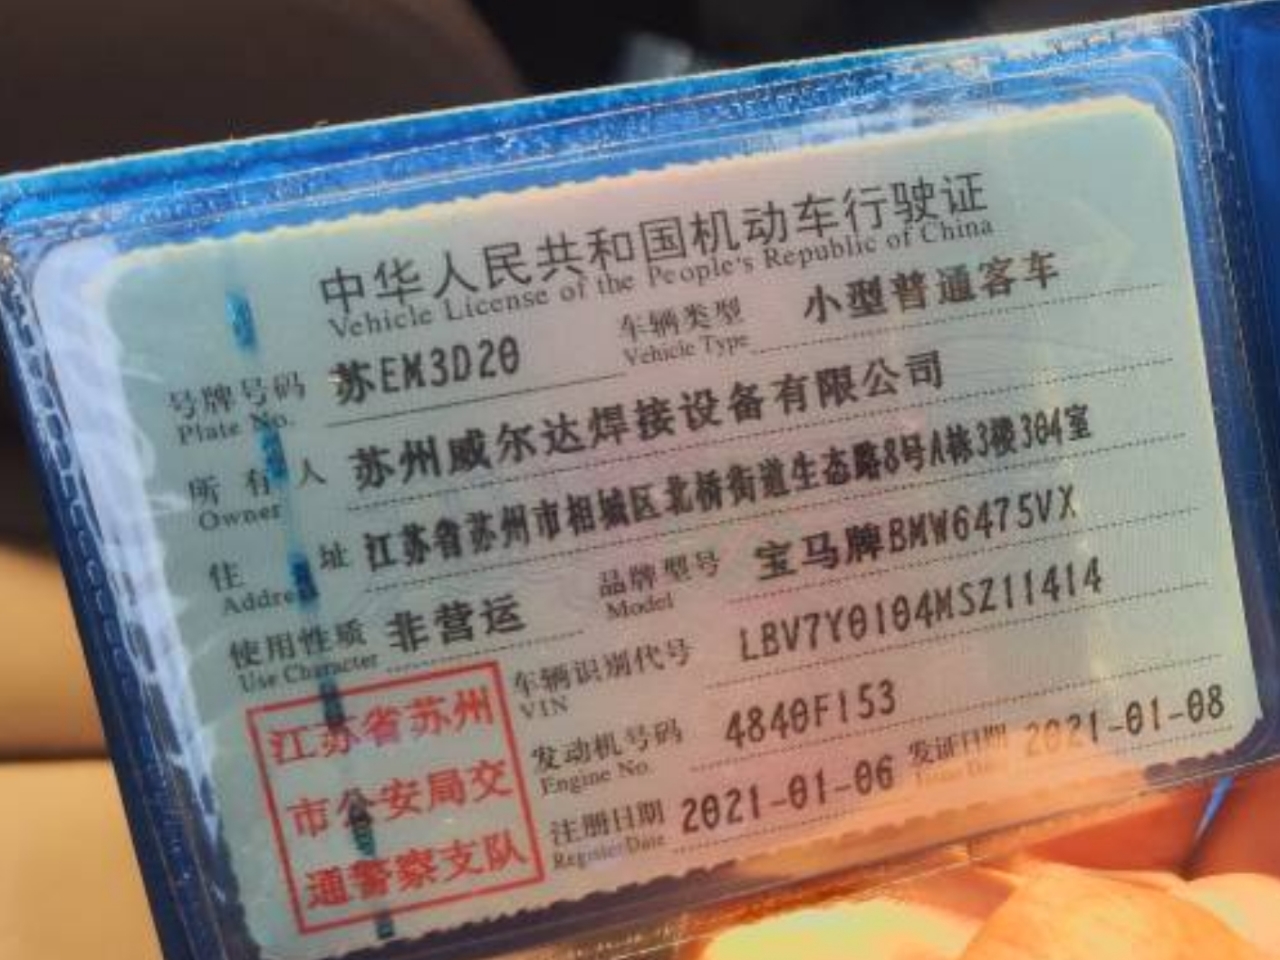 中华人民共和国机动车行驶证
Vehicle License of the People's Republic of China
号牌号码 苏EM3D20 车辆类型 小型普通客车
Plate No. Vehicle Type
所有人 苏州威尔达焊接设备有限公司
Owner
住址 江苏省苏州市相城区北桥街道生态路8号A栋3楼304室
Address
使用性质 非营运 品牌型号 宝马牌BMW6475VX
Use Character Model
车辆识别代号 LBV7Y0104MSZ11414
VIN
发动机号码 4840F153
Engine No.
注册日期 2021-01-06 发证日期 2021-01-08
Register Date Issue Date
江苏省苏州
市公安局交
通警察支队